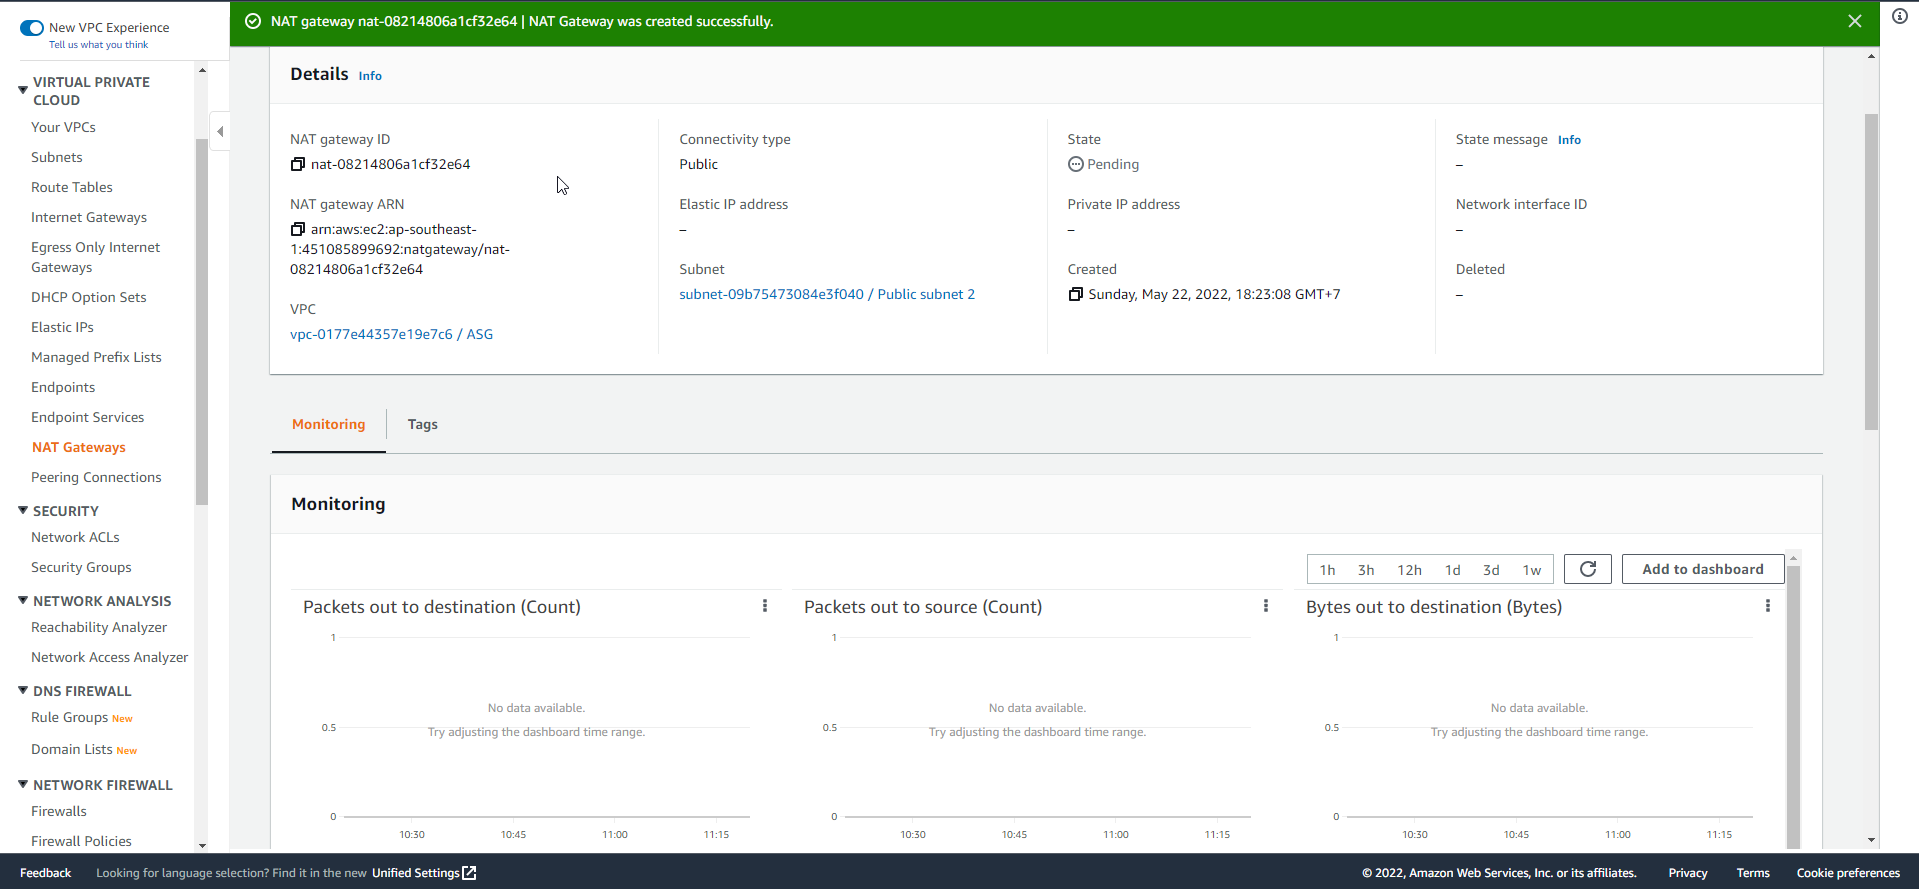 New VPC Experience
Tell us what you think
VIRTUAL PRIVATE
CLOUD
Your VPCs
Subnets
Route Tables
Internet Gateways
Egress Only Internet
Gateways
DHCP Option Sets
Elastic IPs
Managed Prefix Lists
Endpoints
Endpoint Services
NAT Gateways
Peering Connections
SECURITY
Network ACLs
Security Groups
NETWORK ANALYSIS
Reachability Analyzer
Network Access Analyzer
DNS FIREWALL
Rule Groups New
Domain Lists New
NETWORK FIREWALL
Firewalls
Firewall Policies
NAT gateway nat-08214806a1cf32e64 | NAT Gateway was created successfully.
Details Info
NAT gateway ID
nat-08214806a1cf32e64
NAT gateway ARN
arn:aws:ec2:ap-southeast-
1:451085899692:natgateway/nat-
08214806a1cf32e64
VPC
vpc-0177e44357e19e7c6 / ASG
Connectivity type
Public
Elastic IP address
–
Subnet
subnet-09b75473084e3f040 / Public subnet 2
State
Pending
Private IP address
–
Created
Sunday, May 22, 2022, 18:23:08 GMT+7
State message Info
–
Network interface ID
–
Deleted
–
Monitoring
Tags
Monitoring
1h 3h 12h 1d 3d 1w
Add to dashboard
Packets out to destination (Count)
1
No data available.
0.5
Try adjusting the dashboard time range.
0
10:30 10:45 11:00 11:15
Packets out to source (Count)
1
No data available.
0.5
Try adjusting the dashboard time range.
0
10:30 10:45 11:00 11:15
Bytes out to destination (Bytes)
1
No data available.
0.5
Try adjusting the dashboard time range.
0
10:30 10:45 11:00 11:15
Feedback
Looking for language selection? Find it in the new Unified Settings
© 2022, Amazon Web Services, Inc. or its affiliates.
Privacy
Terms
Cookie preferences